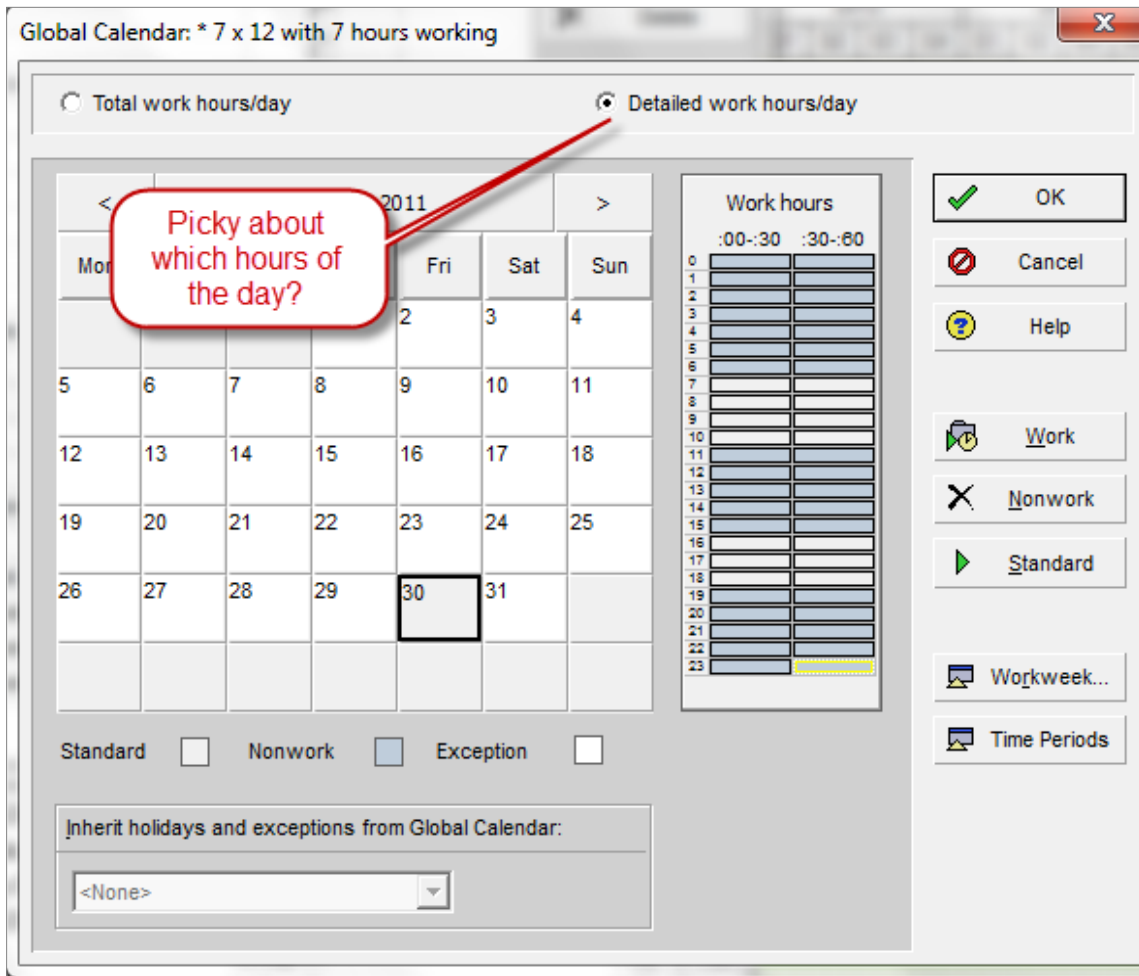 Global Calendar: * 7 x 12 with 7 hours working
Total work hours/day
Detailed work hours/day
<
2011
>
Picky about
which hours of
the day?
Fri
Sat
Sun
2
3
4
5
6
7
8
9
10
11
12
13
14
15
16
17
18
19
20
21
22
23
24
25
26
27
28
29
30
31
Work hours
:00-:30 :30-:60
0
1
2
3
4
5
6
7
8
9
10
11
12
13
14
15
16
17
18
19
20
21
22
23
OK
Cancel
Help
Work
Nonwork
Standard
Workweek...
Time Periods
Standard
Nonwork
Exception
Inherit holidays and exceptions from Global Calendar:
<None>